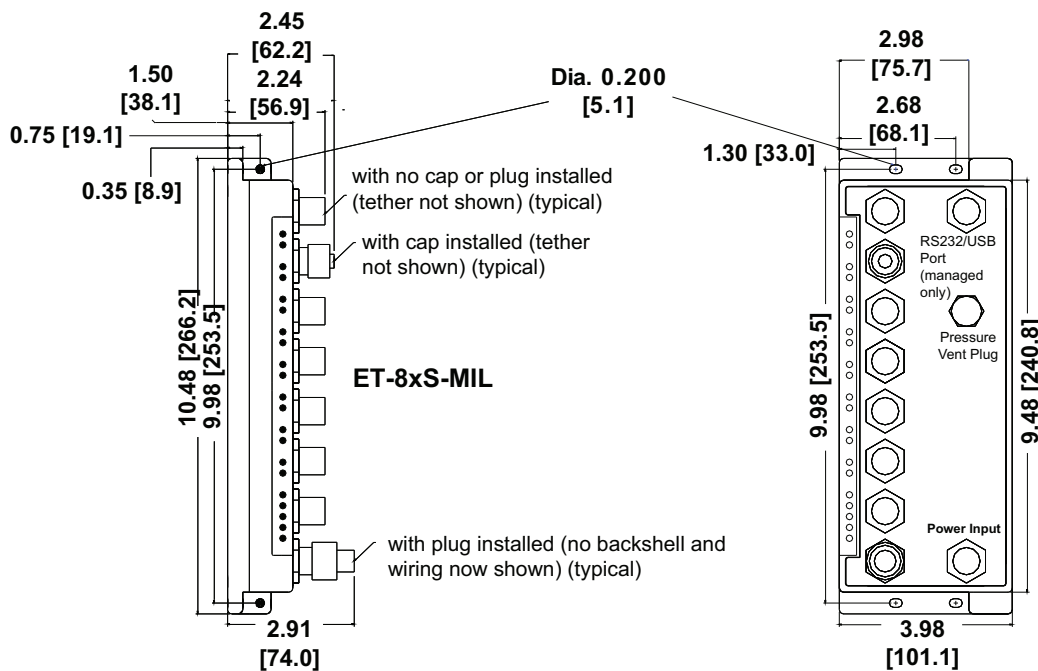 2.45
[62.2]
1.50
[38.1]
2.24
[56.9]
0.75 [19.1]
0.35 [8.9]
Dia. 0.200
[5.1]
2.98
[75.7]
2.68
[68.1]
1.30 [33.0]
with no cap or plug installed
(tether not shown) (typical)
with cap installed (tether
not shown) (typical)
10.48 [266.2]
9.98 [253.5]
ET-8xS-MIL
with plug installed (no backshell and
wiring now shown) (typical)
2.91
[74.0]
RS232/USB
Port
(managed
only)
Pressure
Vent Plug
9.98 [253.5]
9.48 [240.8]
Power Input
3.98
[101.1]